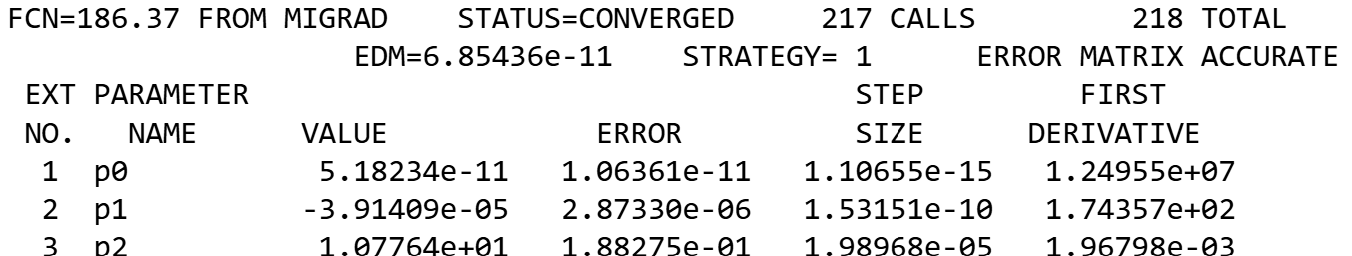 FCN=186.37 FROM MIGRAD    STATUS=CONVERGED     217 CALLS         218 TOTAL
                    EDM=6.85436e-11    STRATEGY= 1      ERROR MATRIX ACCURATE
 EXT PARAMETER                                   STEP         FIRST
 NO.   NAME      VALUE            ERROR          SIZE      DERIVATIVE
  1  p0           5.18234e-11   1.06361e-11   1.10655e-15   1.24955e+07
  2  p1          -3.91409e-05   2.87330e-06   1.53151e-10   1.74357e+02
  3  p2           1.07764e+01   1.88275e-01   1.98968e-05   1.96798e-03